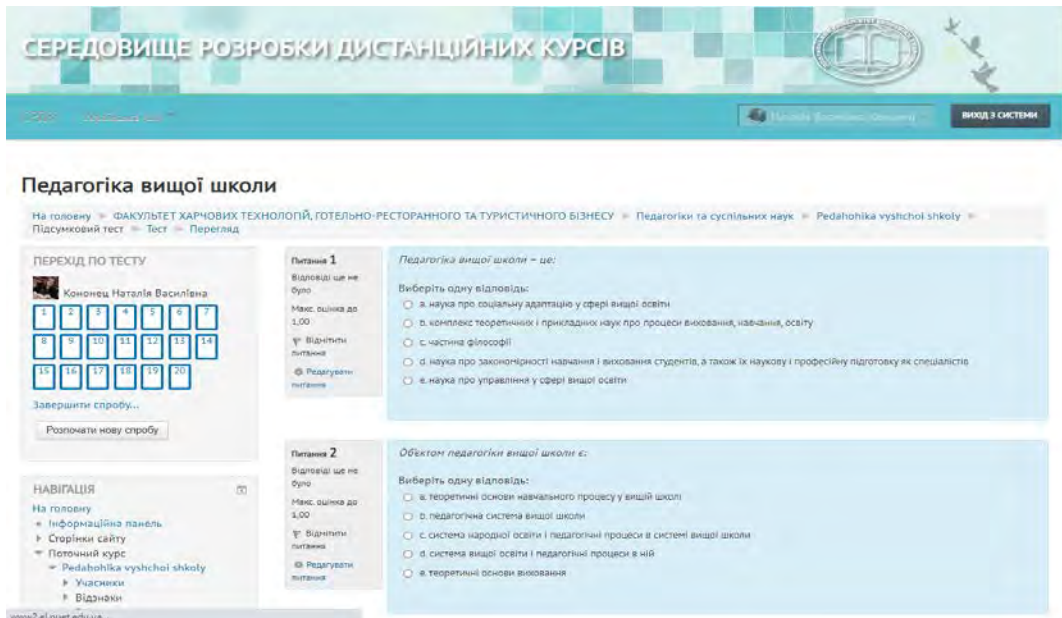 СЕРЕДОВИЩЕ РОЗРОБКИ ДИСТАНЦІЙНИХ КУРСІВ
ВИХІД З СИСТЕМИ
Педагогіка вищої школи
На головну ► ФАКУЛЬТЕТ ХАРЧОВИХ ТЕХНОЛОГІЙ, ГОТЕЛЬНО-РЕСТОРАННОГО ТА ТУРИСТИЧНОГО БІЗНЕСУ ► Педагогіки та суспільних наук ► Pedahohika vyshchoi shkoly ►
Підсумковий тест ► Тест ► Перегляд
ПЕРЕХІД ПО ТЕСТУ
Кононец Наталія Василівна
1 2 3 4 5 6 7
8 9 10 11 12 13 14
15 16 17 18 19 20
Завершити спробу...
Розпочати нову спробу
НАВІГАЦІЯ
На головну
Інформаційна панель
Сторінки сайту
Поточний курс
Pedahohika vyshchoi shkoly
Учасники
Відзнаки
Питання 1
Відповіді ще не
було
Макс. оцінка до
1,00
Відмітити
питання
Редагувати
питання
Педагогіка вищої школи – це:
Виберіть одну відповідь:
a. наука про соціальну адаптацію у сфері вищої освіти
b. комплекс теоретичних і прикладних наук про процеси виховання, навчання, освіту
c. частина філософії
d. наука про закономірності навчання і виховання студентів, а також їх наукову і професійну підготовку як спеціалістів
e. наука про управління у сфері вищої освіти
Питання 2
Відповіді ще не
було
Макс. оцінка до
1,00
Відмітити
питання
Редагувати
питання
Об'єктом педагогіки вищої школи є:
Виберіть одну відповідь:
a. теоретичні основи навчального процесу у вищій школі
b. педагогічна система вищої школи
c. система народної освіти і педагогічні процеси в системі вищої школи
d. система вищої освіти і педагогічні процеси в ній
e. теоретичні основи виховання